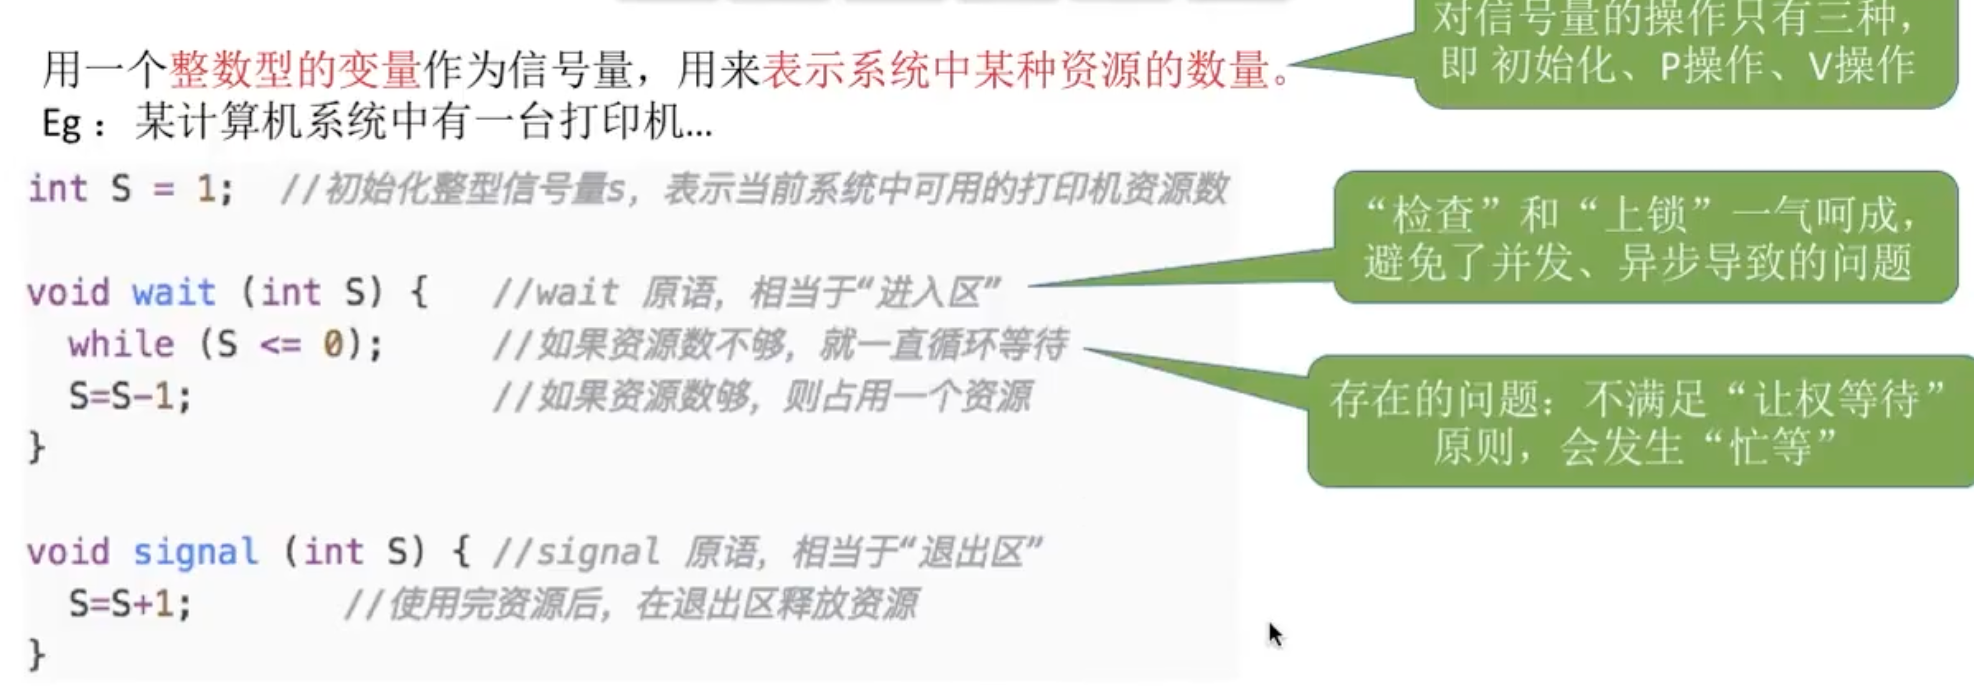 对信号量的操作只有三种，
即 初始化、P操作、V操作
用一个整数型的变量作为信号量，用来表示系统中某种资源的数量。
Eg：某计算机系统中有一台打印机...
int S = 1;  //初始化整型信号量s，表示当前系统中可用的打印机资源数
“检查”和“上锁”一气呵成，
避免了并发、异步导致的问题
void wait (int S) {  //wait 原语，相当于“进入区”
while (S <= 0);  //如果资源数不够，就一直循环等待
S=S-1;  //如果资源数够，则占用一个资源
}
存在的问题：不满足“让权等待”
原则，会发生“忙等”
void signal (int S) { //signal 原语，相当于“退出区”
S=S+1;  //使用完资源后，在退出区释放资源
}